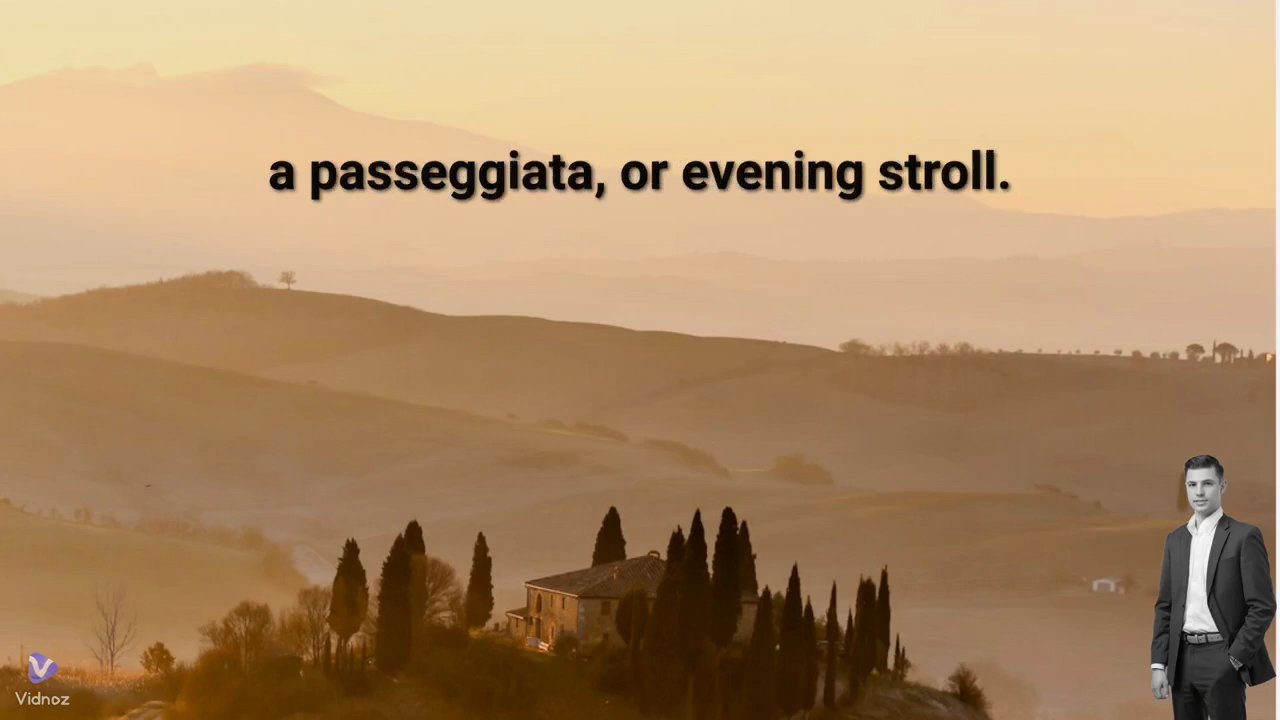 a passeggiata, or evening stroll.
Vidnoz